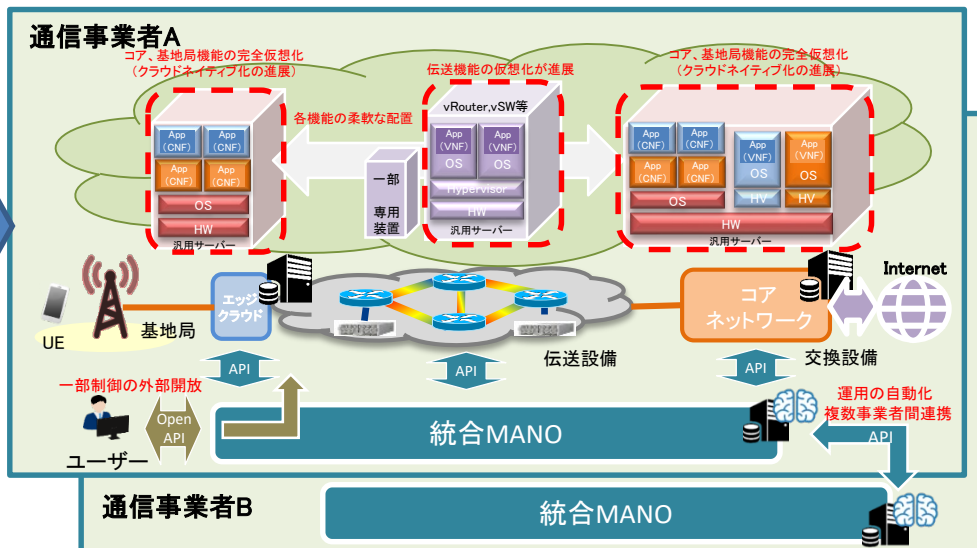 通信事業者A
コア、基地局機能の完全仮想化
（クラウドネイティブ化の進展）
伝送機能の仮想化が進展
コア、基地局機能の完全仮想化
（クラウドネイティブ化の進展）
各機能の柔軟な配置
App
(CNF)
App
(CNF)
App
(CNF)
App
(CNF)
OS
HW
汎用サーバー
一部
専用
装置
vRouter,vSW等
App
(VNF)
OS
App
(VNF)
OS
Hypervisor
HW
汎用サーバー
App
(CNF)
App
(CNF)
App
(CNF)
App
(CNF)
OS
App
(VNF)
OS
HV
App
(VNF)
OS
HV
HW
汎用サーバー
UE
基地局
エッジ
クラウド
伝送設備
コア
ネットワーク
交換設備
Internet
API
API
API
一部制御の外部開放
Open
API
ユーザー
統合MANO
運用の自動化
複数事業者間連携
API
通信事業者B
統合MANO